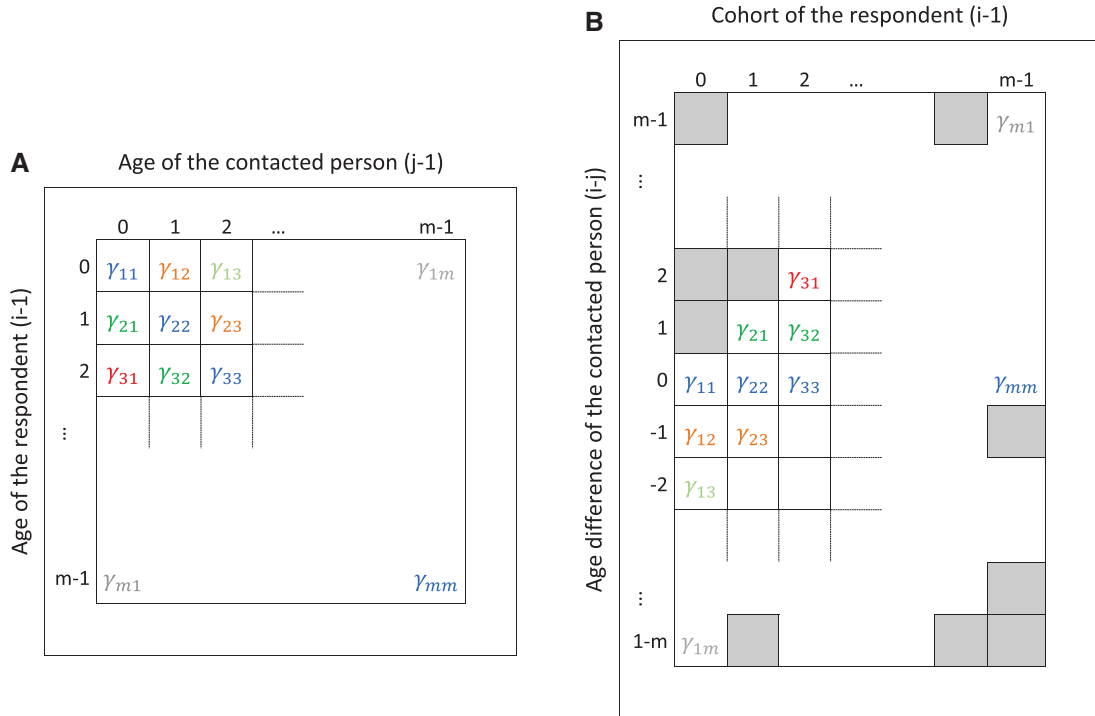 A
Age of the contacted person (j-1)
0 1 2 ... m-1
Age of the respondent (i-1)
0 γ11 γ12 γ13 γ1m
1 γ21 γ22 γ23
2 γ31 γ32 γ33
...
m-1 γm1 γmm
B
Cohort of the respondent (i-1)
0 1 2 ... m-1
Age difference of the contacted person (i-j)
m-1 γm1
...
2 γ31
1 γ21 γ32
0 γ11 γ22 γ33 γmm
-1 γ12 γ23
-2 γ13
...
1-m γ1m